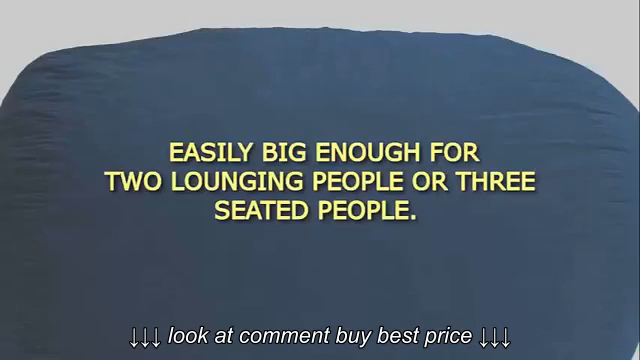 EASILY BIG ENOUGH FOR
TWO LOUNGING PEOPLE OR THREE
SEATED PEOPLE.
↓↓↓ look at comment buy best price ↓↓↓